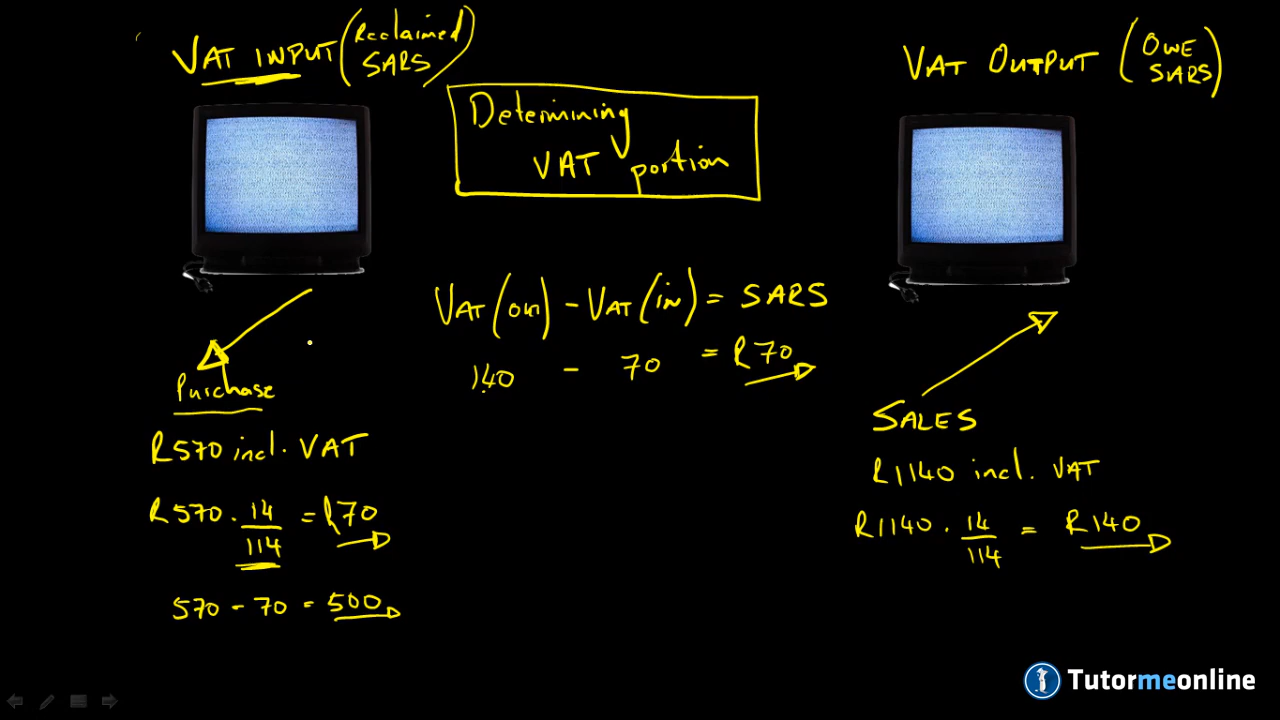 VAT INPUT (Reclaimed SARS)
Determining
VAT portion
VAT OUTPUT (OWE SARS)
VAT (out) - VAT (in) = SARS
140 - 70 = R70
Purchase
R570 incl. VAT
R570 . 14/114 = R70
570 - 70 = 500
SALES
R1140 incl. VAT
R1140 . 14/114 = R140
Tutormeonline